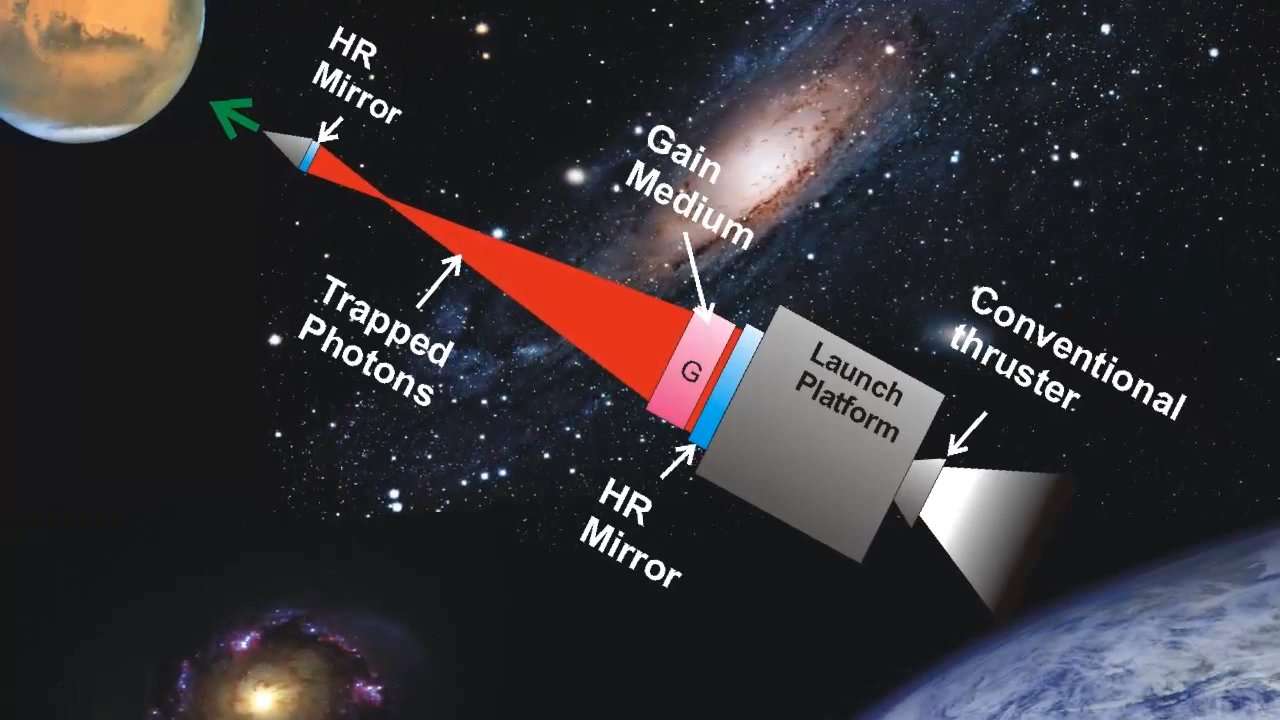 HR
Mirror
Gain
Medium
Trapped
Photons
G
Launch
Platform
Conventional
thruster
HR
Mirror